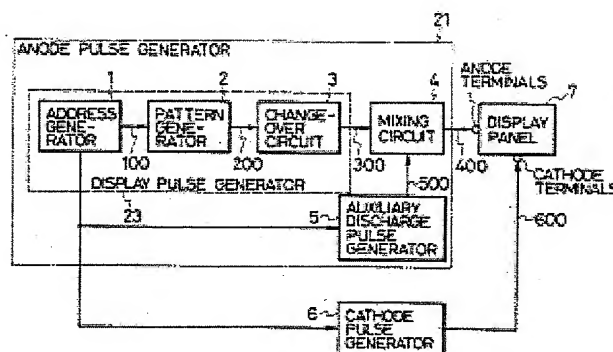 21
ANODE PULSE GENERATOR
1
2
3
4
ANODE
TERMINALS
7
ADDRESS
GENE-
RATOR
PATTERN
GENE-
RATOR
CHANGE-
OVER
CIRCUIT
MIXING
CIRCUIT
DISPLAY
PANEL
100
200
300
400
CATHODE
TERMINALS
DISPLAY PULSE GENERATOR
500
23
5
AUXILIARY
DISCHARGE
PULSE
GENERATOR
600
6
CATHODE
PULSE
GENERATOR